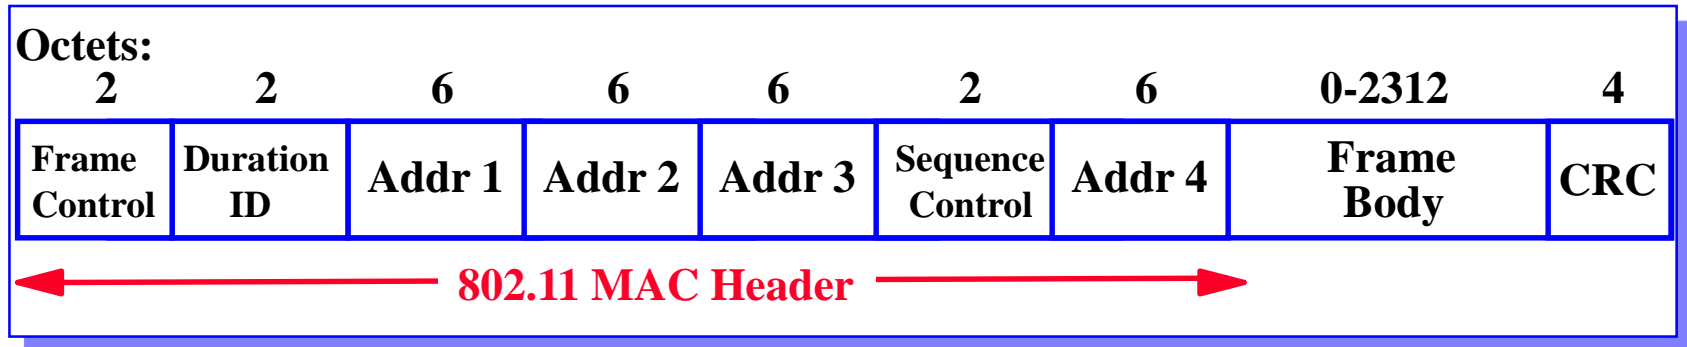 Octets:
2 2 6 6 6 2 6 0-2312 4
Frame Control
Duration ID
Addr 1
Addr 2
Addr 3
Sequence Control
Addr 4
Frame Body
CRC
802.11 MAC Header